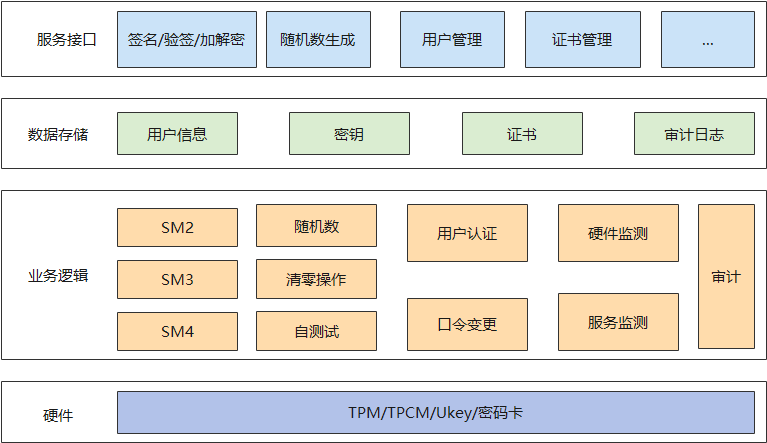 服务接口
签名/验签/加解密
随机数生成
用户管理
证书管理
...
数据存储
用户信息
密钥
证书
审计日志
业务逻辑
SM2
随机数
用户认证
硬件监测
审计
SM3
清零操作
SM4
自测试
口令变更
服务监测
硬件
TPM/TPCM/Ukey/密码卡